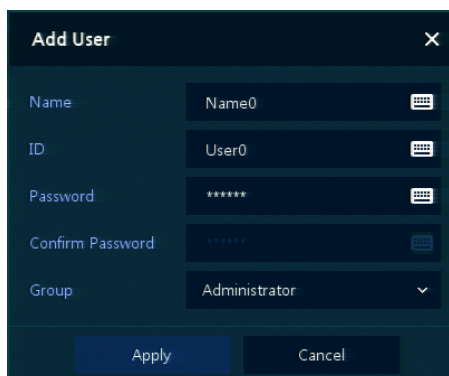 Add User
Name Name0
ID User0
Password ******
Confirm Password ******
Group Administrator
Apply Cancel